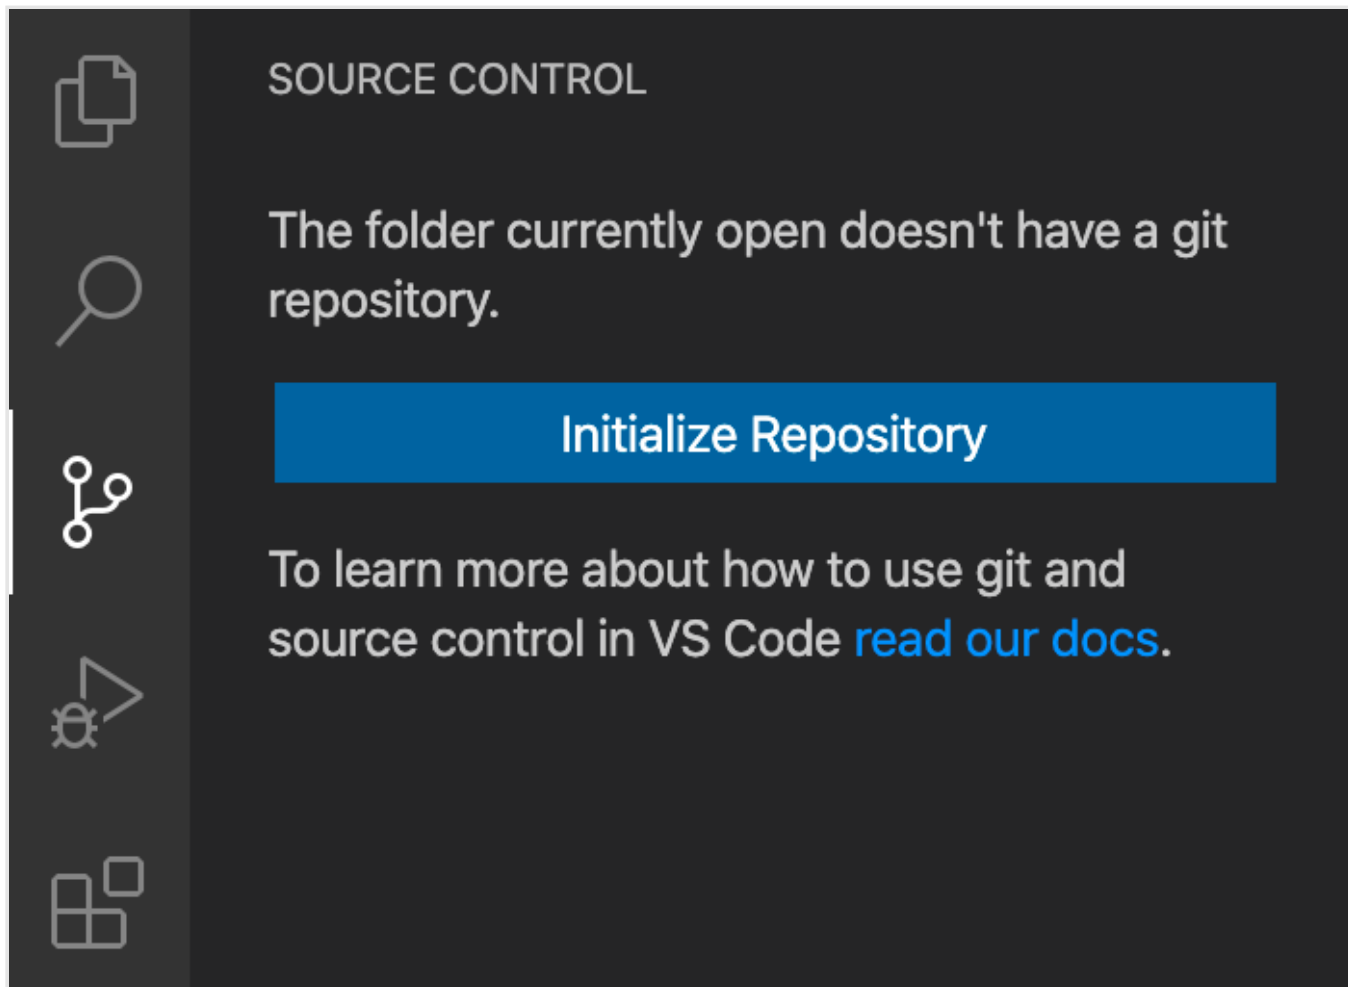 SOURCE CONTROL
The folder currently open doesn't have a git
repository.
Initialize Repository
To learn more about how to use git and
source control in VS Code read our docs.